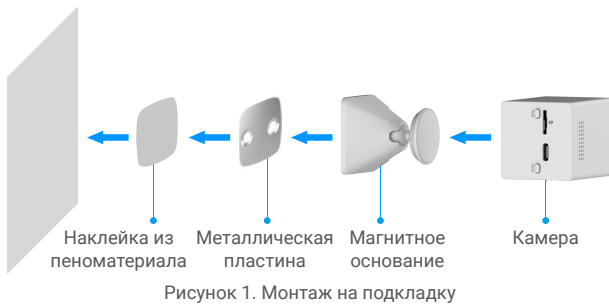 Наклейка из пеноматериала
Металлическая пластина
Магнитное основание
Камера
Рисунок 1. Монтаж на подкладку